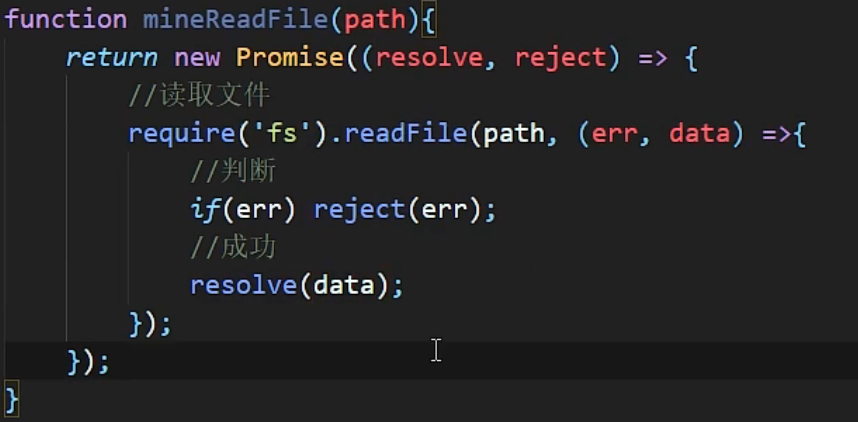 function mineReadFile(path){
    return new Promise((resolve, reject) => {
        //读取文件
        require('fs').readFile(path, (err, data) =>{
            //判断
            if(err) reject(err);
            //成功
            resolve(data);
        });
    });
}